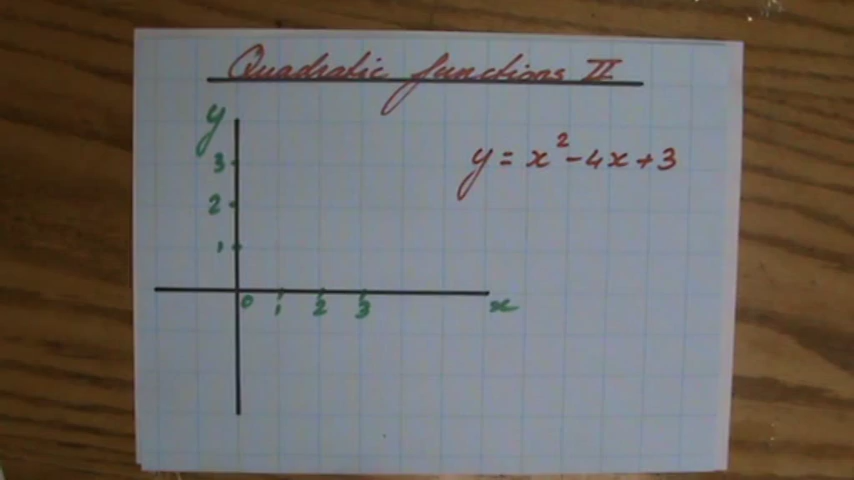 Quadratic functions II
y
y = x² - 4x + 3
3
2
1
0 1 2 3 x